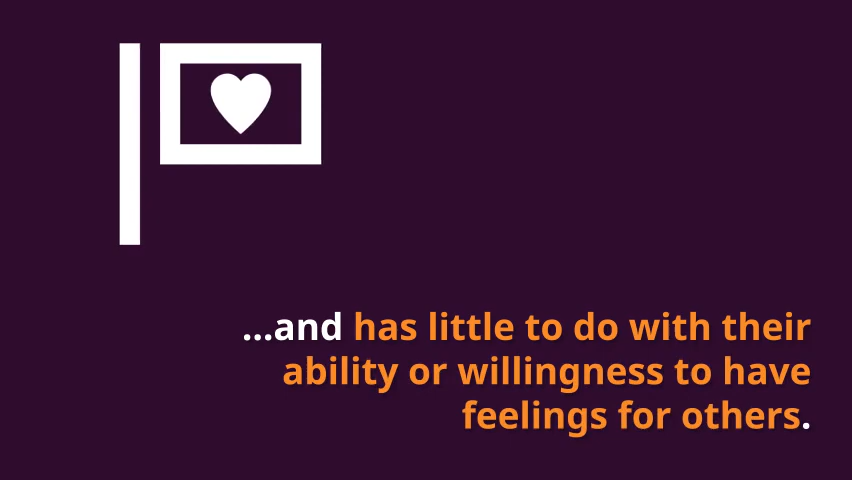 ...and has little to do with their
ability or willingness to have
feelings for others.